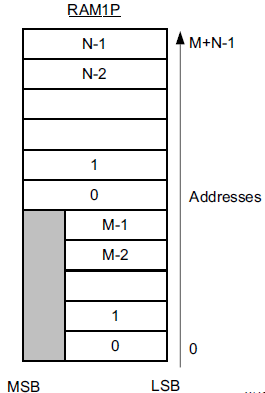 RAM1P
N-1
M+N-1
N-2
1
0
Addresses
M-1
M-2
1
0
0
MSB
LSB